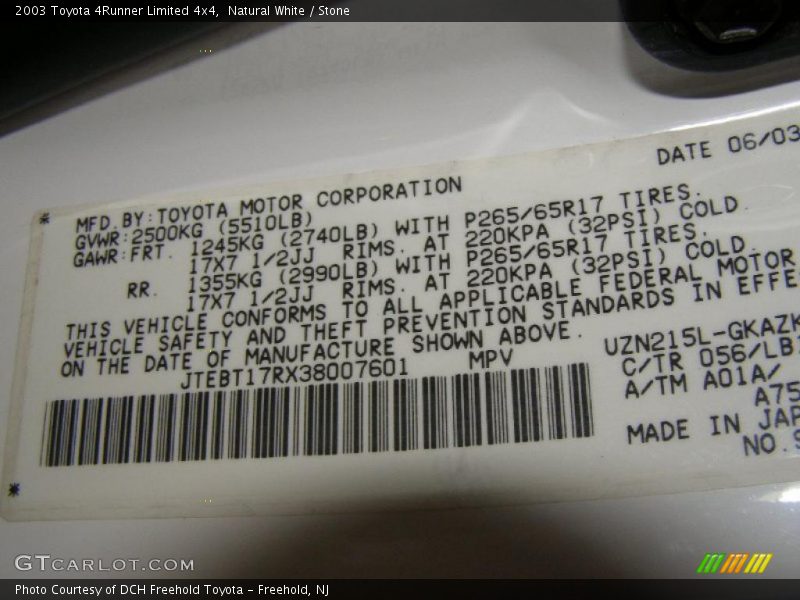 2003 Toyota 4Runner Limited 4x4,  Natural White / Stone
DATE 06/03
* MFD.BY:TOYOTA MOTOR CORPORATION
GVWR:2500KG (5510LB)
GAWR:FRT. 1245KG (2740LB) WITH P265/65R17 TIRES.
17X7 1/2JJ RIMS. AT 220KPA (32PSI) COLD.
RR. 1355KG (2990LB) WITH P265/65R17 TIRES.
17X7 1/2JJ RIMS. AT 220KPA (32PSI) COLD.
THIS VEHICLE CONFORMS TO ALL APPLICABLE FEDERAL MOTOR
VEHICLE SAFETY AND THEFT PREVENTION STANDARDS IN EFFE
ON THE DATE OF MANUFACTURE SHOWN ABOVE.
JTEBT17RX38007601 MPV
UZN215L-GKAZK
C/TR 056/LB1
A/TM A01A/
A75
MADE IN JAP
NO.S
*
GTCARLOT.COM
Photo Courtesy of DCH Freehold Toyota - Freehold, NJ